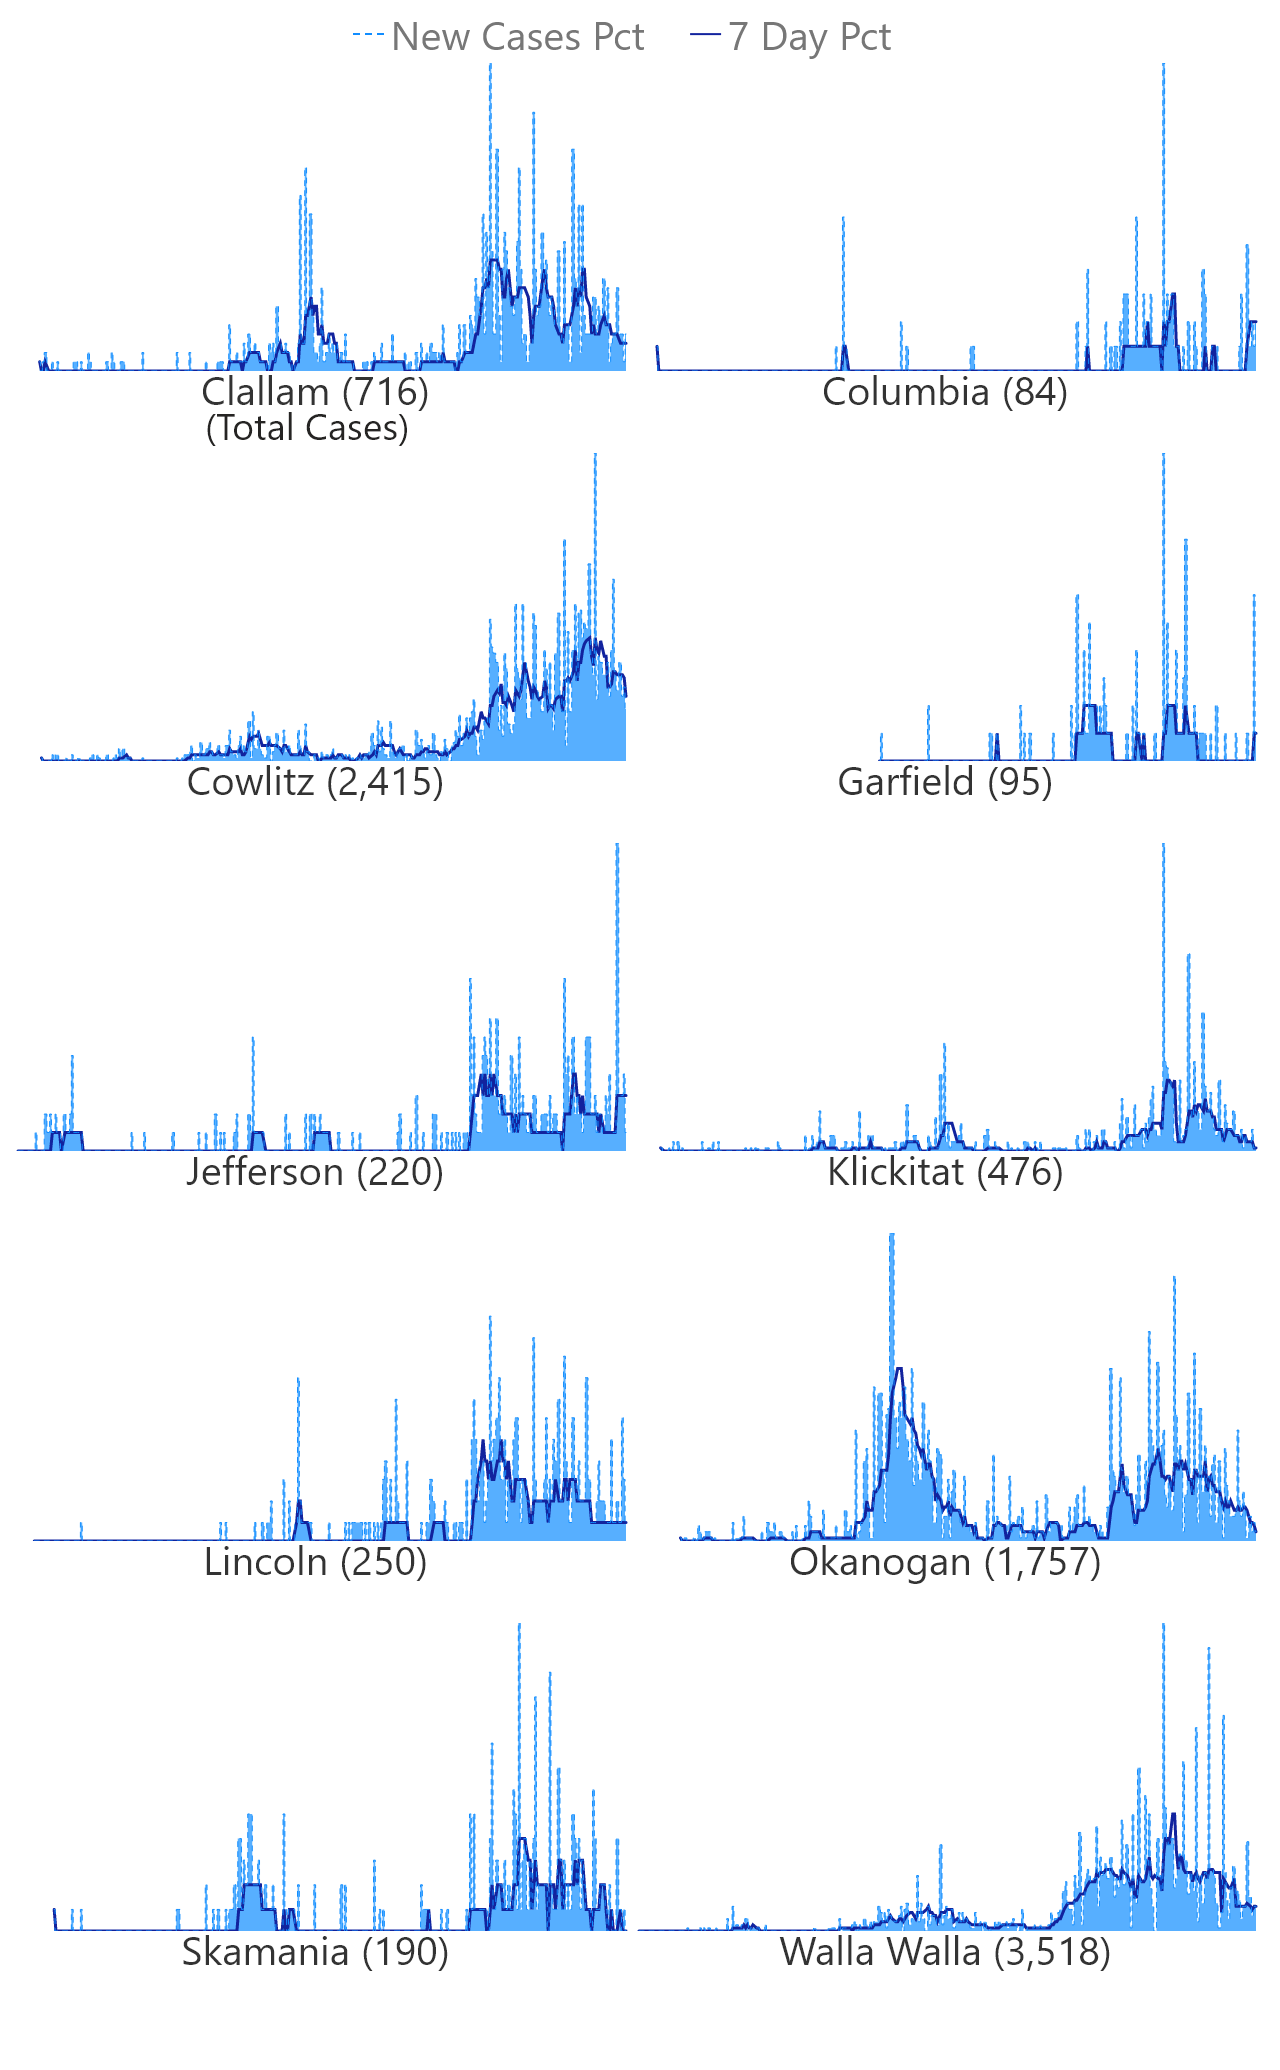 New Cases Pct 7 Day Pct
Clallam (716) Columbia (84)
(Total Cases)
Cowlitz (2,415) Garfield (95)
Jefferson (220) Klickitat (476)
Lincoln (250) Okanogan (1,757)
Skamania (190) Walla Walla (3,518)